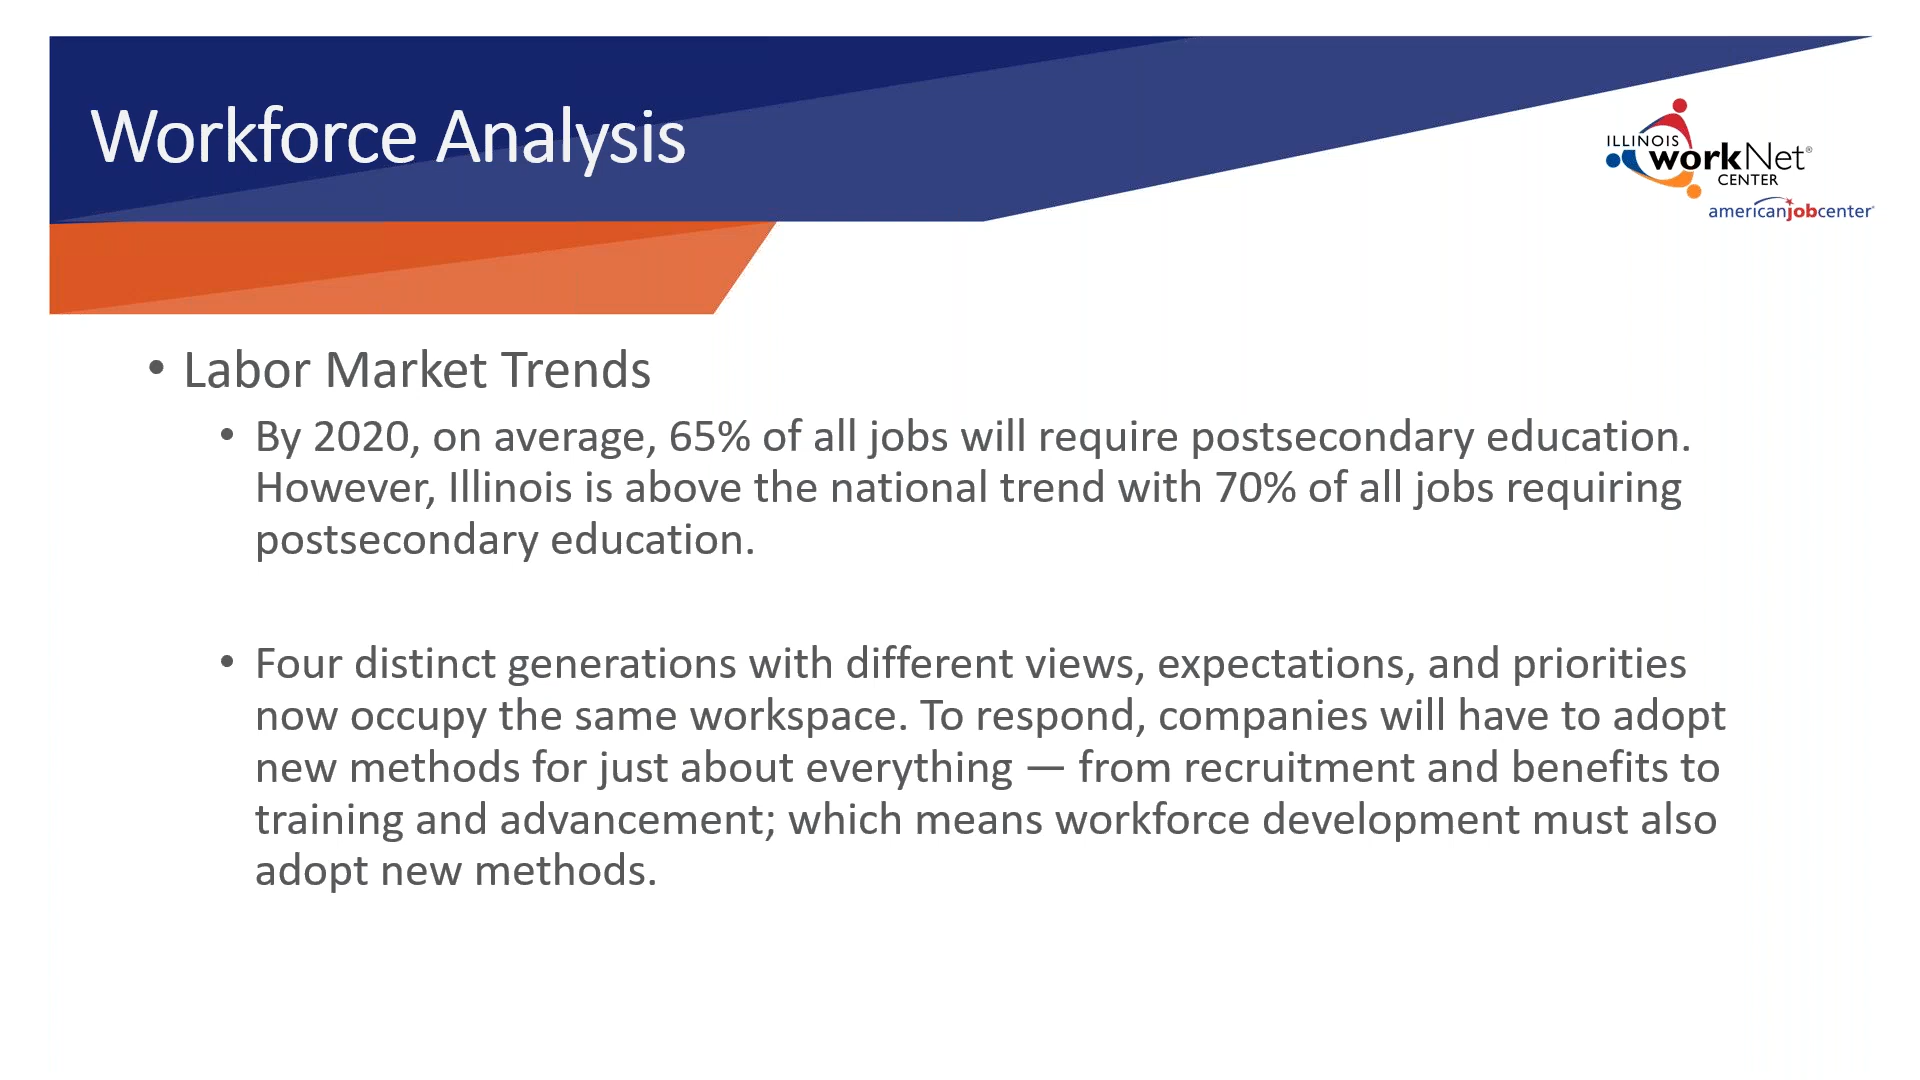 Workforce Analysis
ILLINOIS
workNet®
CENTER
americanjobcenter®
• Labor Market Trends
• By 2020, on average, 65% of all jobs will require postsecondary education.
However, Illinois is above the national trend with 70% of all jobs requiring
postsecondary education.
• Four distinct generations with different views, expectations, and priorities
now occupy the same workspace. To respond, companies will have to adopt
new methods for just about everything — from recruitment and benefits to
training and advancement; which means workforce development must also
adopt new methods.